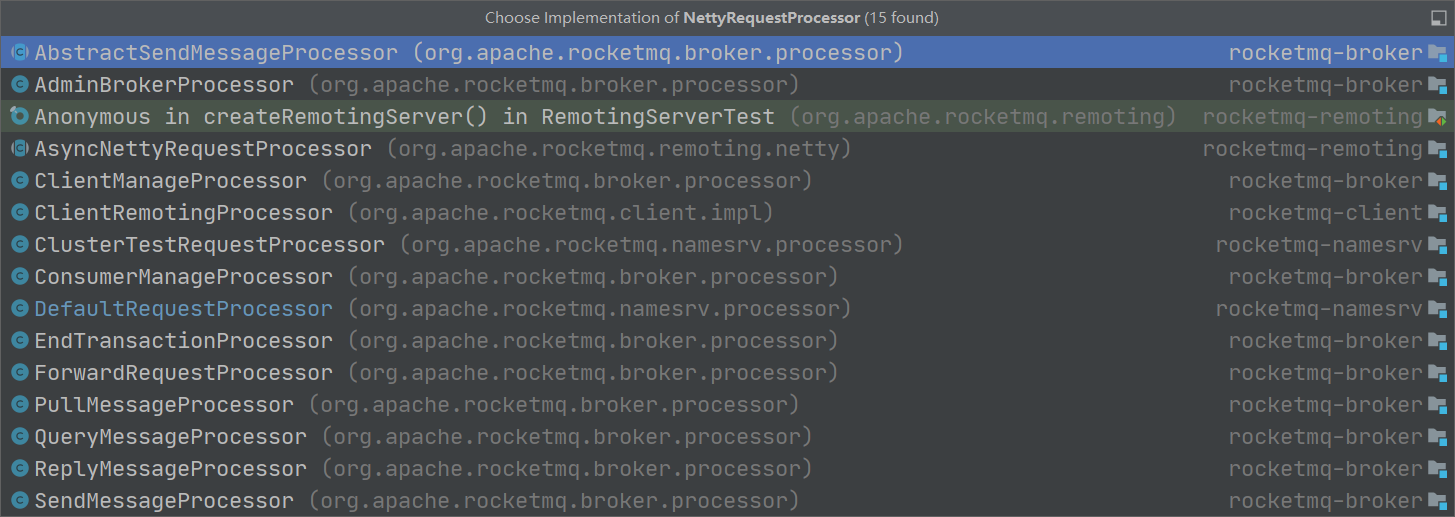 Choose Implementation of NettyRequestProcessor (15 found)
AbstractSendMessageProcessor (org.apache.rocketmq.broker.processor) rocketmq-broker
AdminBrokerProcessor (org.apache.rocketmq.broker.processor) rocketmq-broker
Anonymous in createRemotingServer() in RemotingServerTest (org.apache.rocketmq.remoting) rocketmq-remoting
AsyncNettyRequestProcessor (org.apache.rocketmq.remoting.netty) rocketmq-remoting
ClientManageProcessor (org.apache.rocketmq.broker.processor) rocketmq-broker
ClientRemotingProcessor (org.apache.rocketmq.client.impl) rocketmq-client
ClusterTestRequestProcessor (org.apache.rocketmq.namesrv.processor) rocketmq-namesrv
ConsumerManageProcessor (org.apache.rocketmq.broker.processor) rocketmq-broker
DefaultRequestProcessor (org.apache.rocketmq.namesrv.processor) rocketmq-namesrv
EndTransactionProcessor (org.apache.rocketmq.broker.processor) rocketmq-broker
ForwardRequestProcessor (org.apache.rocketmq.broker.processor) rocketmq-broker
PullMessageProcessor (org.apache.rocketmq.broker.processor) rocketmq-broker
QueryMessageProcessor (org.apache.rocketmq.broker.processor) rocketmq-broker
ReplyMessageProcessor (org.apache.rocketmq.broker.processor) rocketmq-broker
SendMessageProcessor (org.apache.rocketmq.broker.processor) rocketmq-broker